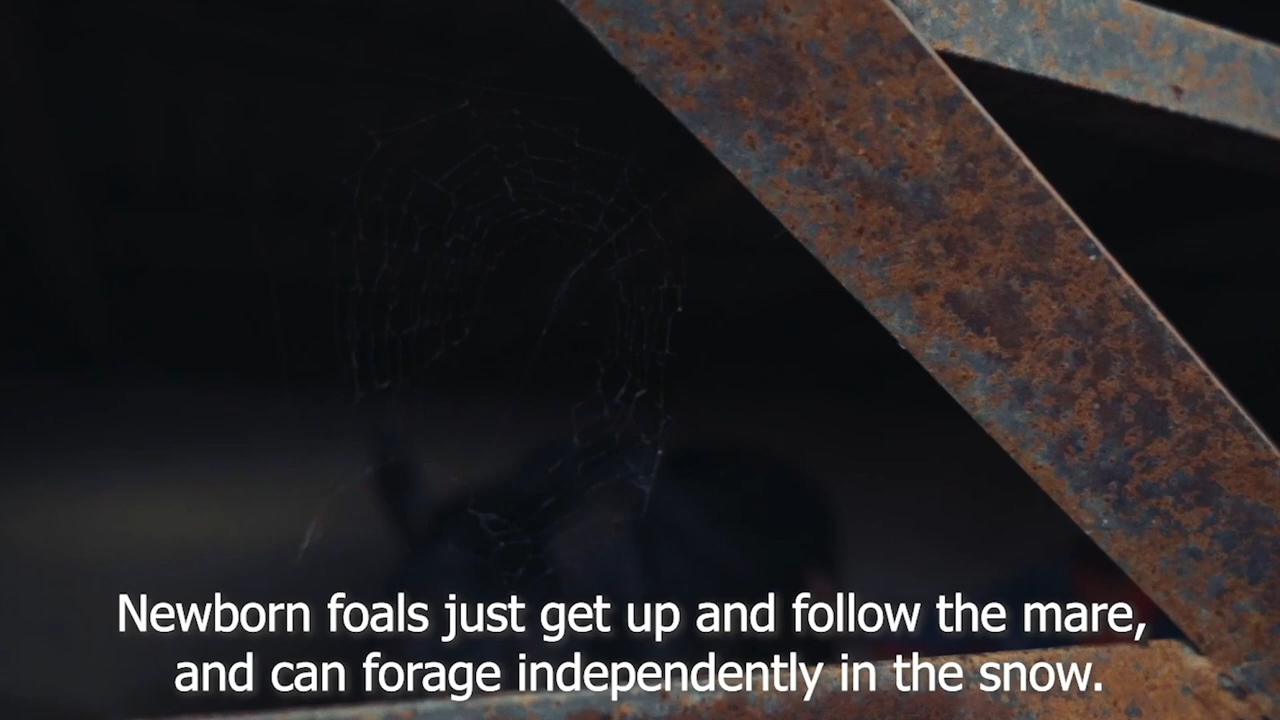 Newborn foals just get up and follow the mare,
and can forage independently in the snow.